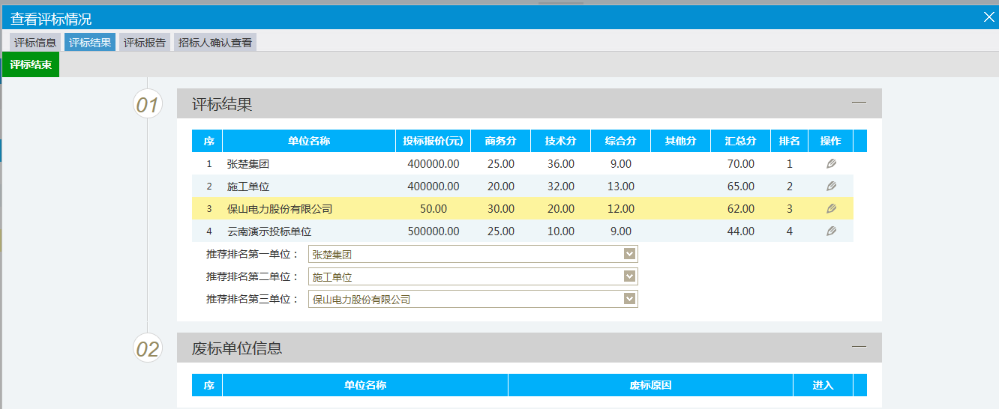 查看评标情况
评标信息 评标结果 评标报告 招标人确认查看
评标结束
01 评标结果
序 单位名称 投标报价(元) 商务分 技术分 综合分 其他分 汇总分 排名 操作
1 张楚集团 400000.00 25.00 36.00 9.00 70.00 1
2 施工单位 400000.00 20.00 32.00 13.00 65.00 2
3 保山电力股份有限公司 50.00 30.00 20.00 12.00 62.00 3
4 云南演示投标单位 500000.00 25.00 10.00 9.00 44.00 4
推荐排名第一单位： 张楚集团
推荐排名第二单位： 施工单位
推荐排名第三单位： 保山电力股份有限公司
02 废标单位信息
序 单位名称 废标原因 进入